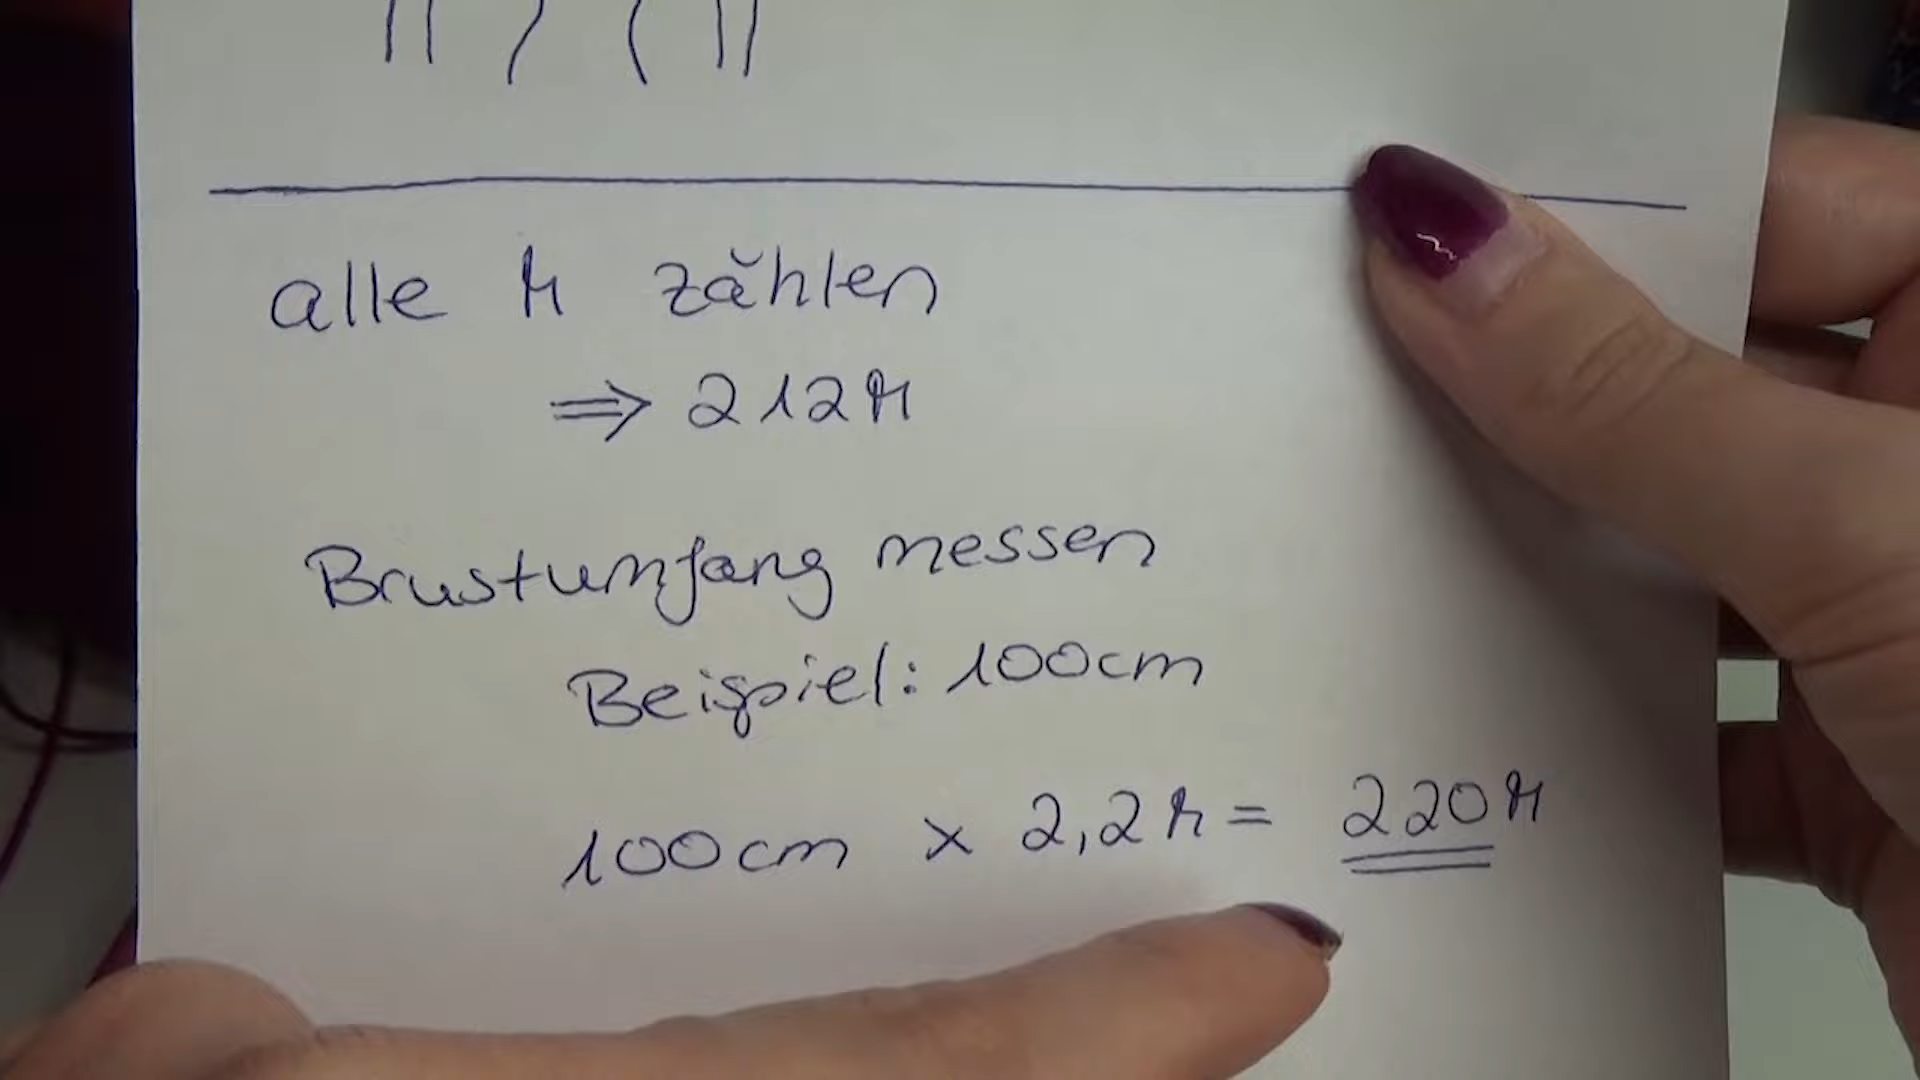 alle M zählen
⇒ 212M
Brustumfang messen
Beispiel: 100cm
100cm x 2,2M = 220M